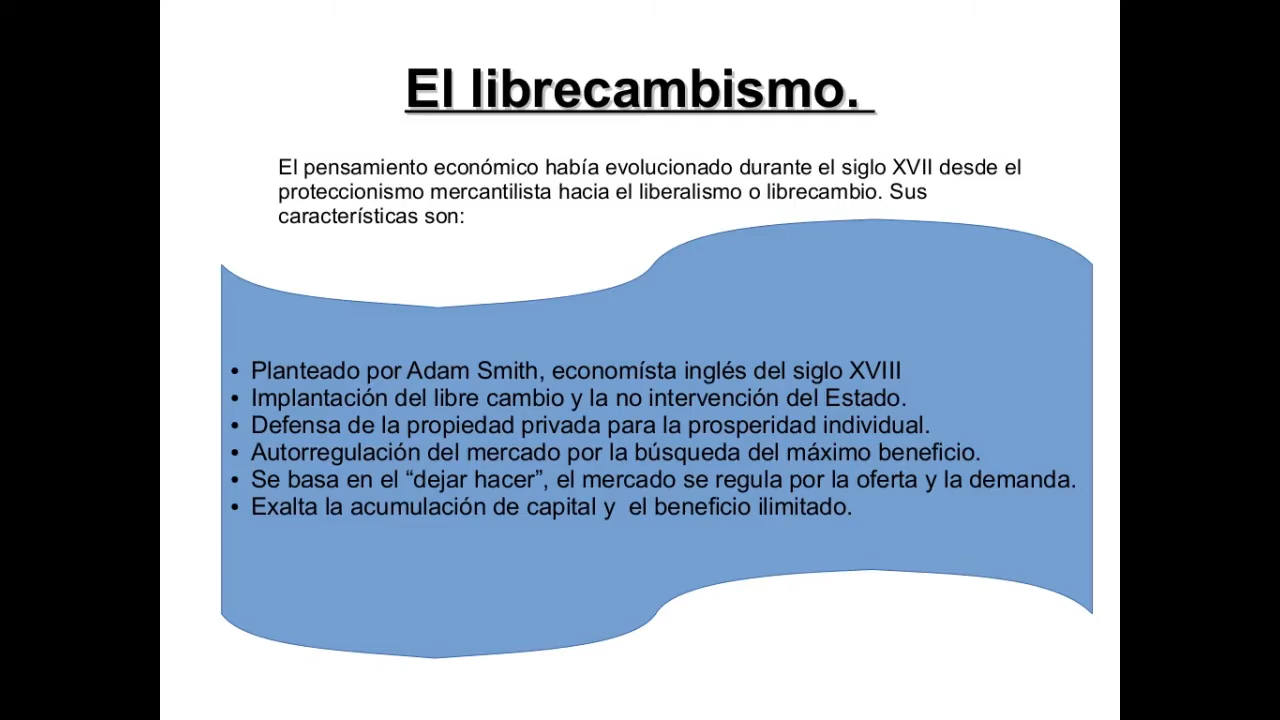 El librecambismo.
El pensamiento económico había evolucionado durante el siglo XVII desde el
proteccionismo mercantilista hacia el liberalismo o librecambio. Sus
características son:
• Planteado por Adam Smith, economísta inglés del siglo XVIII
• Implantación del libre cambio y la no intervención del Estado.
• Defensa de la propiedad privada para la prosperidad individual.
• Autorregulación del mercado por la búsqueda del máximo beneficio.
• Se basa en el “dejar hacer”, el mercado se regula por la oferta y la demanda.
• Exalta la acumulación de capital y  el beneficio ilimitado.